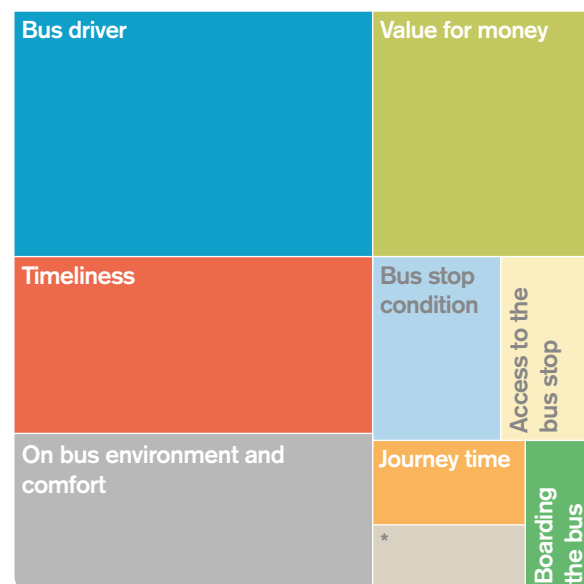 Bus driver
Value for money
Timeliness
Bus stop
condition
Access to the
bus stop
On bus environment and
comfort
Journey time
*
Boarding
the bus